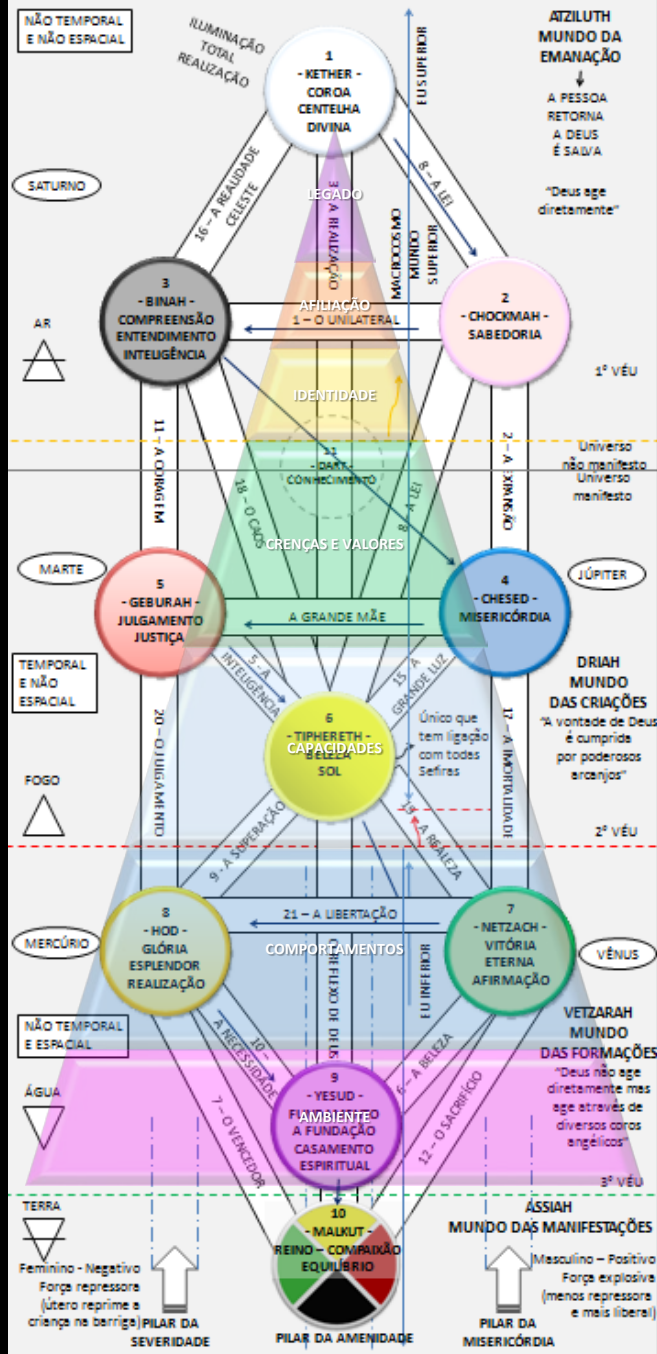 NÃO TEMPORAL
E NÃO ESPACIAL
ILUMINAÇÃO
TOTAL
REALIZAÇÃO
1
- KETHER -
COROA
CENTELHA
DIVINA
EU SUPERIOR
ATZILUTH
MUNDO DA
EMANAÇÃO
A PESSOA
RETORNA
A DEUS
É SALVA
"Deus age
diretamente"
SATURNO
16 – A REALIDADE
CELESTE
LEGADO
3 – A REALIZAÇÃO
8 – A LEI
MACROCOSMO
MUNDO
SUPERIOR
3
- BINAH -
COMPREENSÃO
ENTENDIMENTO
INTELIGÊNCIA
AFILIAÇÃO
1 – O UNILATERAL
2
- CHOCKMAH -
SABEDORIA
AR
IDENTIDADE
1º VÉU
Universo
não manifesto
Universo
manifesto
11 – A CORAGEM
18 – O CAOS
11
- DAAT -
CONHECIMENTO
8 – A LEI
2 – A EXPANSÃO
CRENÇAS E VALORES
MARTE
5
- GEBURAH -
JULGAMENTO
JUSTIÇA
A GRANDE MÃE
4
- CHESED -
MISERICÓRDIA
JÚPITER
TEMPORAL
E NÃO
ESPACIAL
5 - A
INTELIGÊNCIA
15 – A
GRANDE LUZ
DRIAH
MUNDO
DAS CRIAÇÕES
"A vontade de Deus
é cumprida
por poderosos
arcanjos"
20 – O JULGAMENTO
6
- TIPHERETH -
BELEZA
SOL
CAPACIDADES
Único que
tem ligação
com todas
Sefiras
17 – A IMORTALIDADE
FOGO
9 - A SUPERAÇÃO
19 – A REALEZA
2º VÉU
MERCÚRIO
8
- HOD -
GLÓRIA
ESPLENDOR
REALIZAÇÃO
21 – A LIBERTAÇÃO
COMPORTAMENTOS
7
- NETZACH -
VITÓRIA
ETERNA
AFIRMAÇÃO
VÊNUS
O REFLEXO DE DEUS
EU INFERIOR
NÃO TEMPORAL
E ESPACIAL
VETZARAH
MUNDO
DAS FORMAÇÕES
"Deus não age
diretamente mas
age através de
diversos coros
angélicos"
10 –
A NECESSIDADE
6 – A BELEZA
ÁGUA
7 – O VENCEDOR
9
- YESUD -
A FUNDAÇÃO
CASAMENTO
ESPIRITUAL
AMBIENTE
12 – O SACRIFÍCIO
3º VÉU
TERRA
10
- MALKUT -
REINO – COMPAIXÃO
EQUILÍBRIO
ASSIAH
MUNDO DAS MANIFESTAÇÕES
Feminino - Negativo
Força repressora
(útero reprime a
criança na barriga)
Masculino – Positivo
Força explosiva
(menos repressora
e mais liberal)
PILAR DA
SEVERIDADE
PILAR DA AMENIDADE
PILAR DA
MISERICÓRDIA